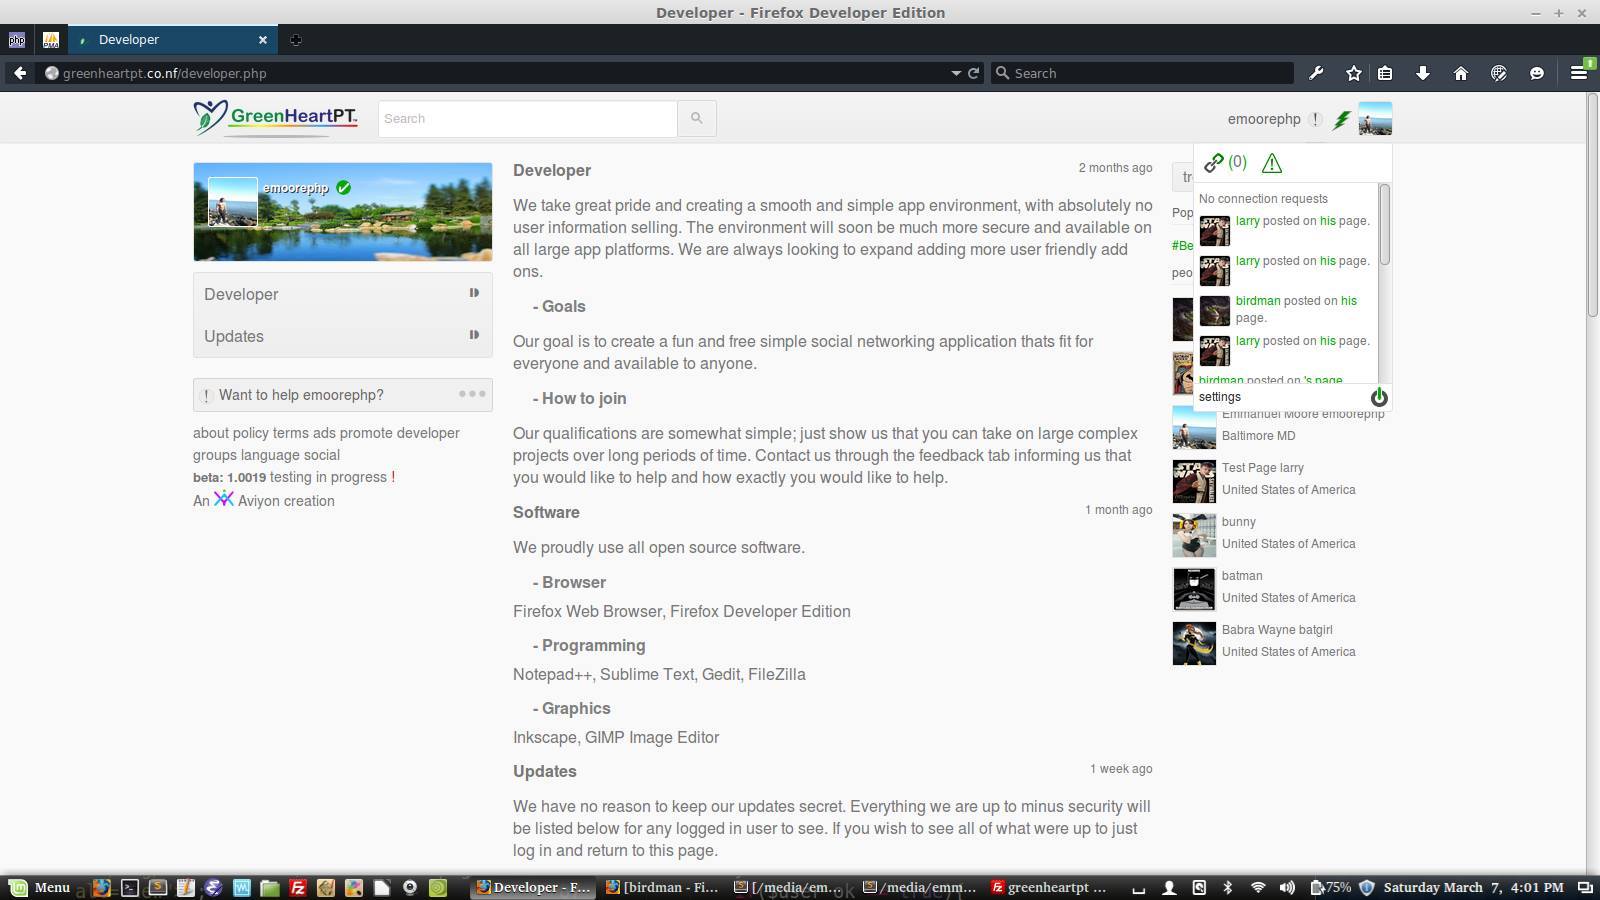 Developer - Firefox Developer Edition
php
PMA
Developer
greenheartpt.co.nf/developer.php
Search
GreenHeartPT
Search
emoorephp
emoorephp
Developer
Updates
Want to help emoorephp?
about policy terms ads promote developer
groups language social
beta: 1.0019 testing in progress !
An Aviyon creation
Developer
2 months ago
We take great pride and creating a smooth and simple app environment, with absolutely no
user information selling. The environment will soon be much more secure and available on
all large app platforms. We are always looking to expand adding more user friendly add
ons.
- Goals
Our goal is to create a fun and free simple social networking application thats fit for
everyone and available to anyone.
- How to join
Our qualifications are somewhat simple; just show us that you can take on large complex
projects over long periods of time. Contact us through the feedback tab informing us that
you would like to help and how exactly you would like to help.
Software
1 month ago
We proudly use all open source software.
- Browser
Firefox Web Browser, Firefox Developer Edition
- Programming
Notepad++, Sublime Text, Gedit, FileZilla
- Graphics
Inkscape, GIMP Image Editor
Updates
1 week ago
We have no reason to keep our updates secret. Everything we are up to minus security will
be listed below for any logged in user to see. If you wish to see all of what were up to just
log in and return to this page.
(0)
No connection requests
larry posted on his page.
larry posted on his page.
birdman posted on his
page.
larry posted on his page.
birdman posted on 's page
settings
tr
Pop
#Be
peo
Emmanuel Moore emoorephp
Baltimore MD
Test Page larry
United States of America
bunny
United States of America
batman
United States of America
Babra Wayne batgirl
United States of America
Menu
Developer - F...
[birdman - Fi...
[/media/em...
/media/emm...
greenheartpt ...
75%
Saturday March 7, 4:01 PM